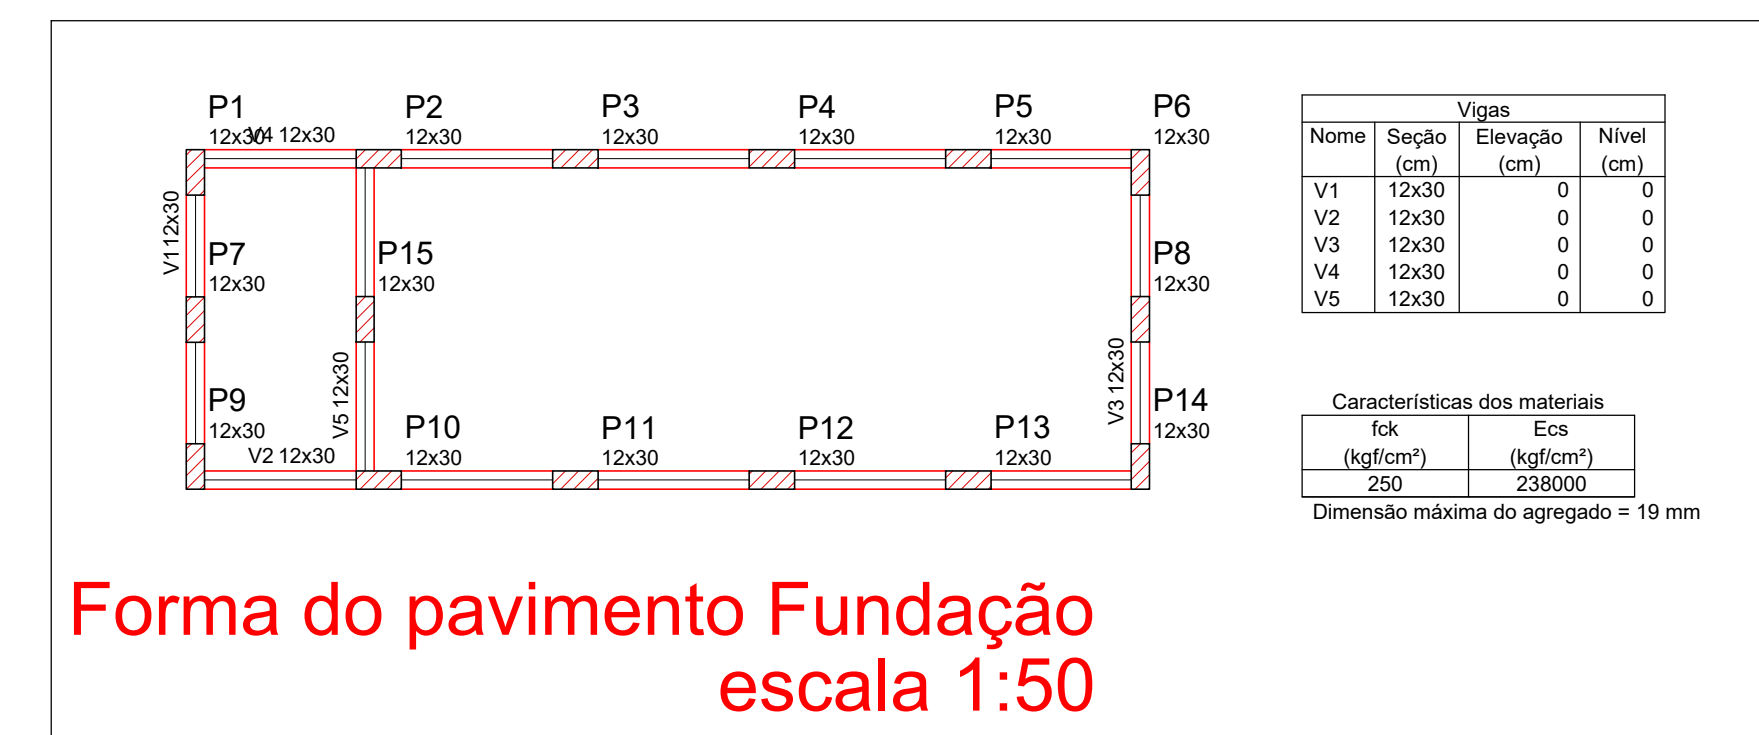 P1 P2 P3 P4 P5 P6
12x30 V4 12x30 12x30 12x30 12x30 12x30 12x30
V1 12x30
P7 P15 P8
12x30 12x30 12x30
V5 12x30
V3 12x30
P9 P10 P11 P12 P13 P14
12x30 12x30 12x30 12x30 12x30 12x30
V2 12x30
Vigas
Nome Seção Elevação Nível
(cm) (cm) (cm)
V1 12x30 0 0
V2 12x30 0 0
V3 12x30 0 0
V4 12x30 0 0
V5 12x30 0 0
Características dos materiais
fck Ecs
(kgf/cm²) (kgf/cm²)
250 238000
Dimensão máxima do agregado = 19 mm
Forma do pavimento Fundação
escala 1:50